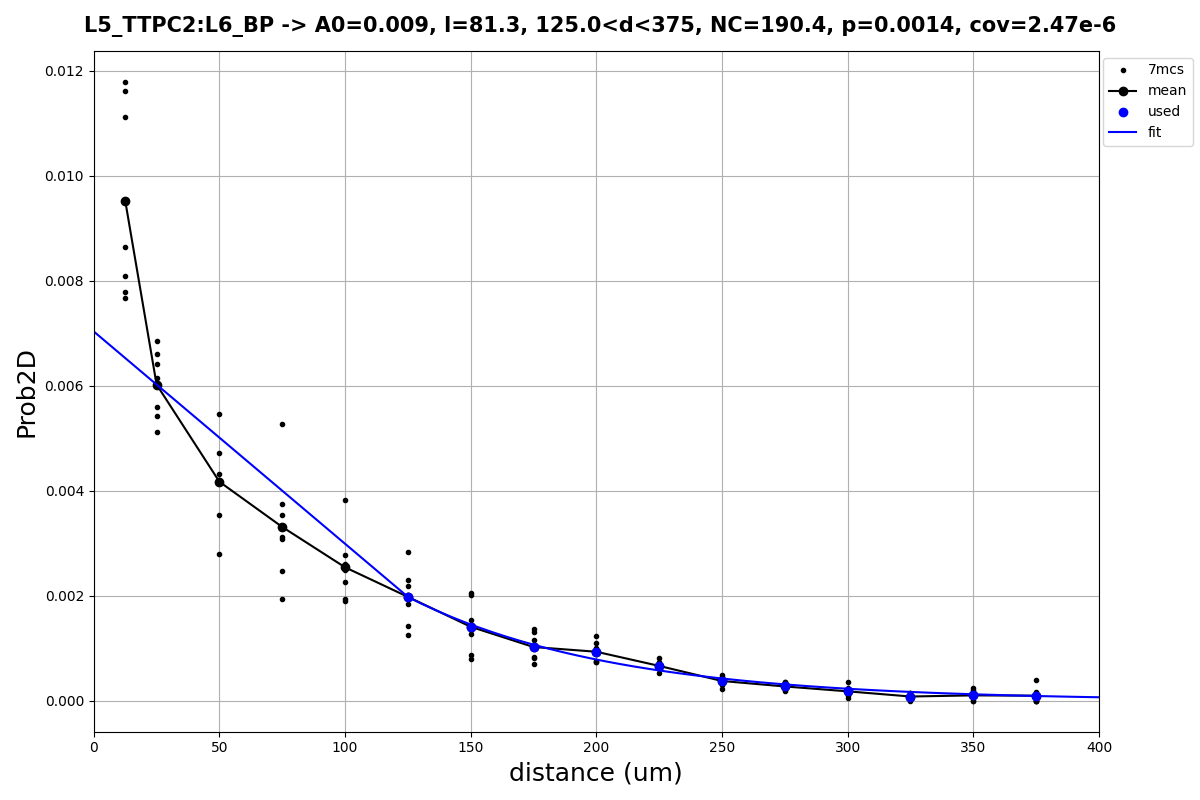 L5_TTPC2:L6_BP -> A0=0.009, l=81.3, 125.0<d<375, NC=190.4, p=0.0014, cov=2.47e-6
0.012
0.010
0.008
0.006
0.004
0.002
0.000
Prob2D
0
50
100
150
200
250
300
350
400
distance (um)
7mcs
mean
used
fit